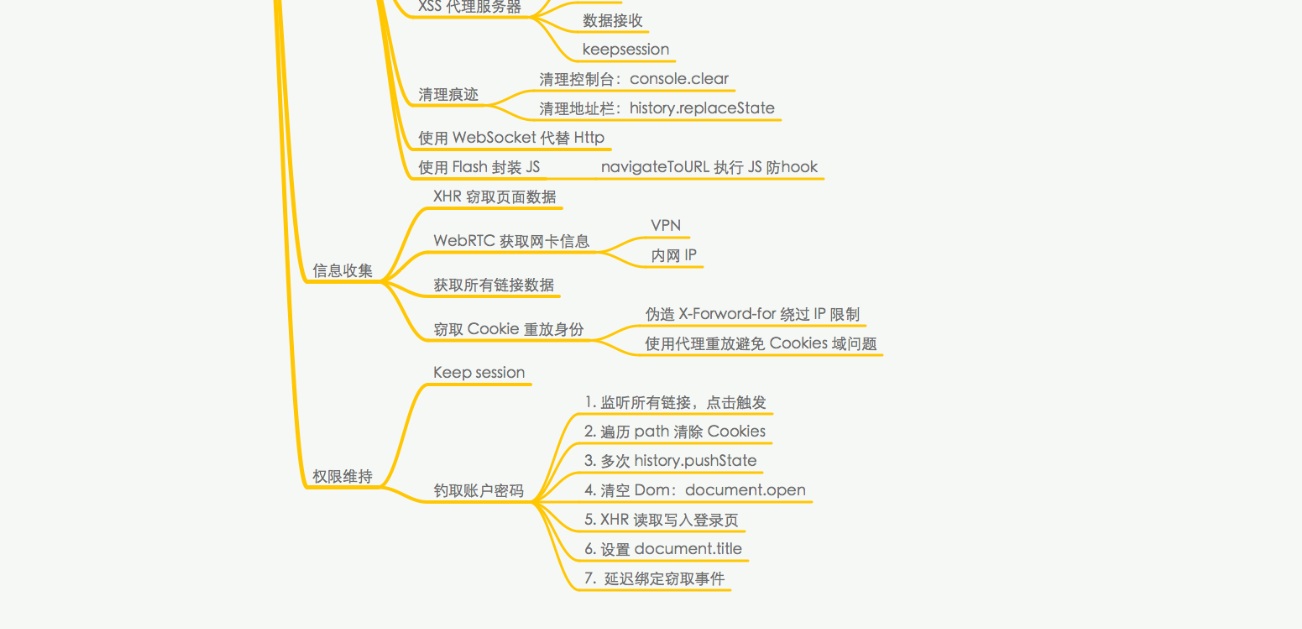 XSS 代理服务器
数据接收
keepsession
清理痕迹
清理控制台：console.clear
清理地址栏：history.replaceState
使用 WebSocket 代替 Http
使用 Flash 封装 JS
navigateToURL 执行 JS 防hook
信息收集
XHR 窃取页面数据
WebRTC 获取网卡信息
VPN
内网 IP
获取所有链接数据
窃取 Cookie 重放身份
伪造 X-Forword-for 绕过 IP 限制
使用代理重放避免 Cookies 域问题
权限维持
Keep session
钓取账户密码
1. 监听所有链接，点击触发
2. 遍历 path 清除 Cookies
3. 多次 history.pushState
4. 清空 Dom：document.open
5. XHR 读取写入登录页
6. 设置 document.title
7. 延迟绑定窃取事件